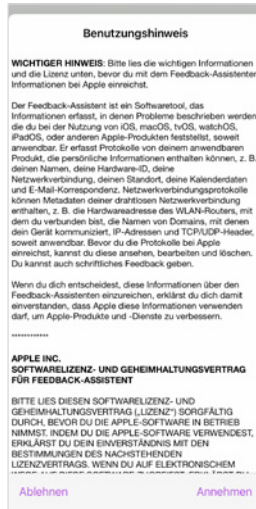 Benutzungshinweis
WICHTIGER HINWEIS: Bitte lies die wichtigen Informationen
und die Lizenz unten, bevor du mit dem Feedback-Assistenten
Informationen bei Apple einreichst.
Der Feedback-Assistent ist ein Softwaretool, das
Informationen erfasst, in denen Probleme beschrieben werden,
die du bei der Nutzung von iOS, macOS, tvOS, watchOS,
iPadOS, oder anderen Apple-Produkten feststellst, soweit
anwendbar. Er erfasst Protokolle von deinem anwendbaren
Produkt, die persönliche Informationen enthalten können, z. B.
deinen Namen, deine Hardware-ID, deine
Netzwerkverbindung, deinen Standort, deine Kalenderdaten
und E-Mail-Korrespondenz. Netzwerkverbindungsprotokolle
können Metadaten deiner drahtlosen Netzwerkverbindung
enthalten, z. B. die Hardwareadresse des WLAN-Routers, mit
dem du verbunden bist, die Namen von Domains, mit denen
dein Gerät kommuniziert, IP-Adressen und TCP/UDP-Header,
soweit anwendbar. Bevor du die Protokolle bei Apple
einreichst, kannst du diese ansehen, bearbeiten und löschen.
Du kannst auch schriftliches Feedback geben.
Wenn du dich entscheidest, diese Informationen über den
Feedback-Assistenten einzureichen, erklärst du dich damit
einverstanden, dass Apple diese Informationen verwenden
darf, um Apple-Produkte und -Dienste zu verbessern.
************
APPLE INC.
SOFTWARELIZENZ- UND GEHEIMHALTUNGSVERTRAG
FÜR FEEDBACK-ASSISTENT
BITTE LIES DIESEN SOFTWARELIZENZ- UND
GEHEIMHALTUNGSVERTRAG („LIZENZ“) SORGFÄLTIG
DURCH, BEVOR DU DIE APPLE-SOFTWARE IN BETRIEB
NIMMST. INDEM DU DIE APPLE-SOFTWARE VERWENDEST,
ERKLÄRST DU DEIN EINVERSTÄNDNIS MIT DEN
BESTIMMUNGEN DES NACHSTEHENDEN
LIZENZVERTRAGS. WENN DU AUF ELEKTRONISCHEM
Ablehnen
Annehmen